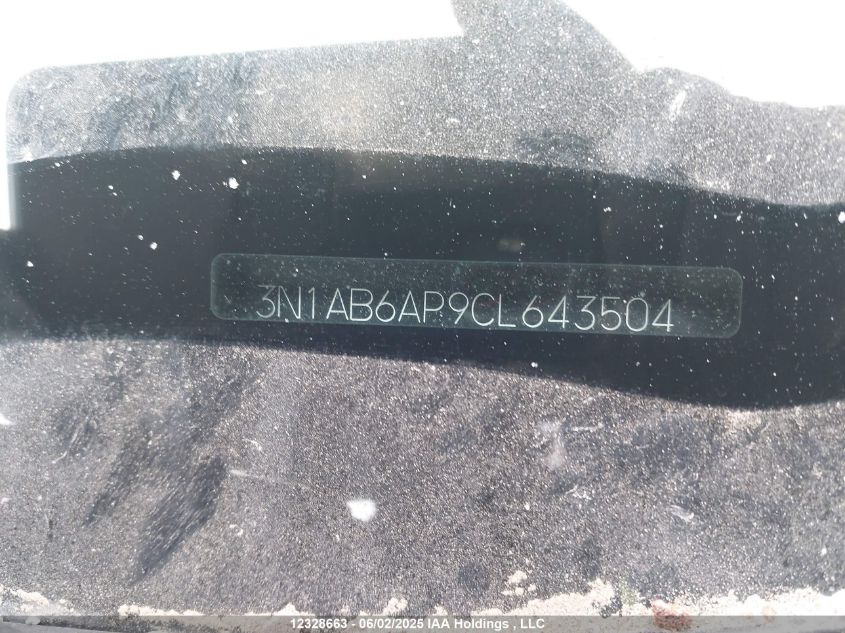 3N1AB6AP9CL643504
12328663 - 06/02/2025 IAA Holdings , LLC